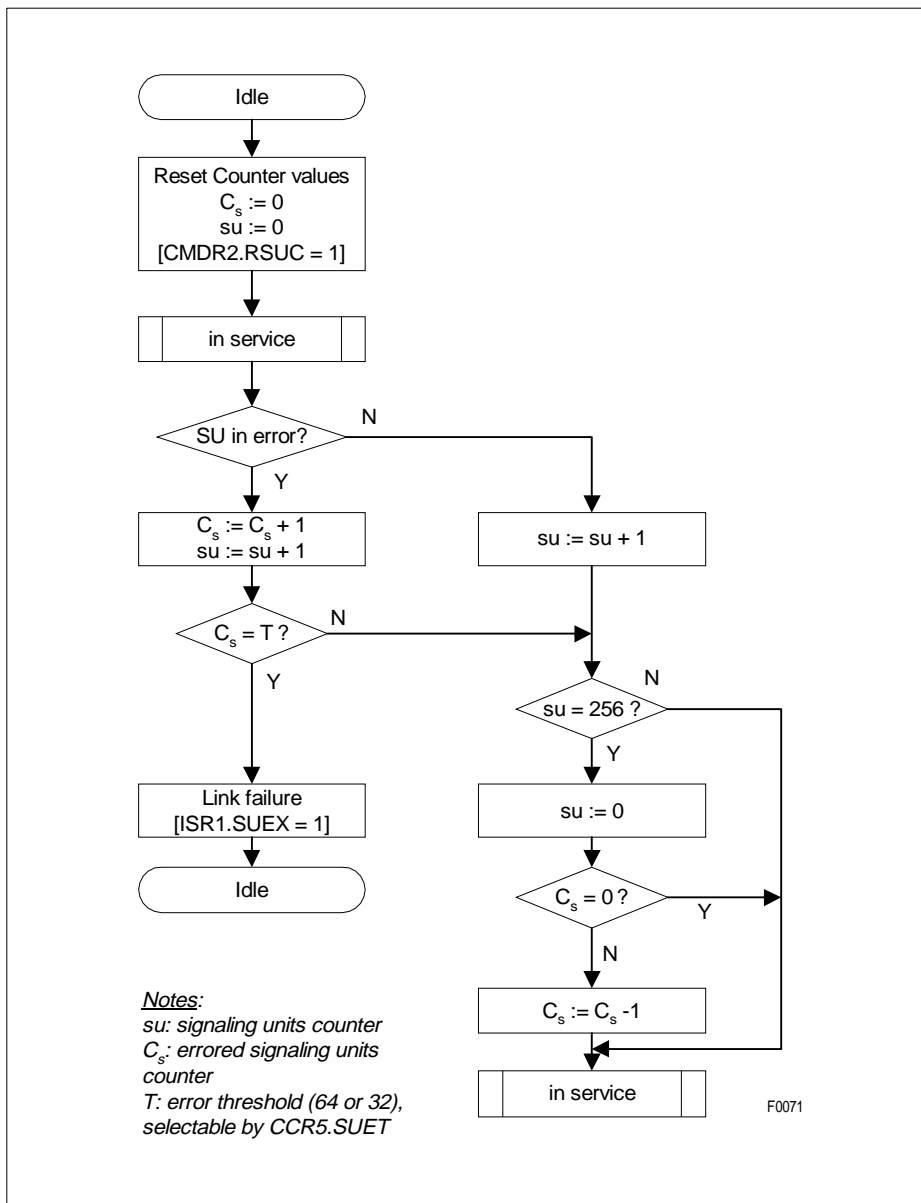 Idle
Reset Counter values
Cₛ := 0
su := 0
[CMDR2.RSUC = 1]
in service
SU in error?
N
Y
Cₛ := Cₛ + 1
su := su + 1
su := su + 1
Cₛ = T ?
N
Y
su = 256 ?
N
Y
Link failure
[ISR1.SUEX = 1]
su := 0
Idle
Cₛ = 0 ?
Y
N
Cₛ := Cₛ -1
in service
Notes:
su: signaling units counter
Cₛ: errored signaling units
counter
T: error threshold (64 or 32),
selectable by CCR5.SUET
F0071